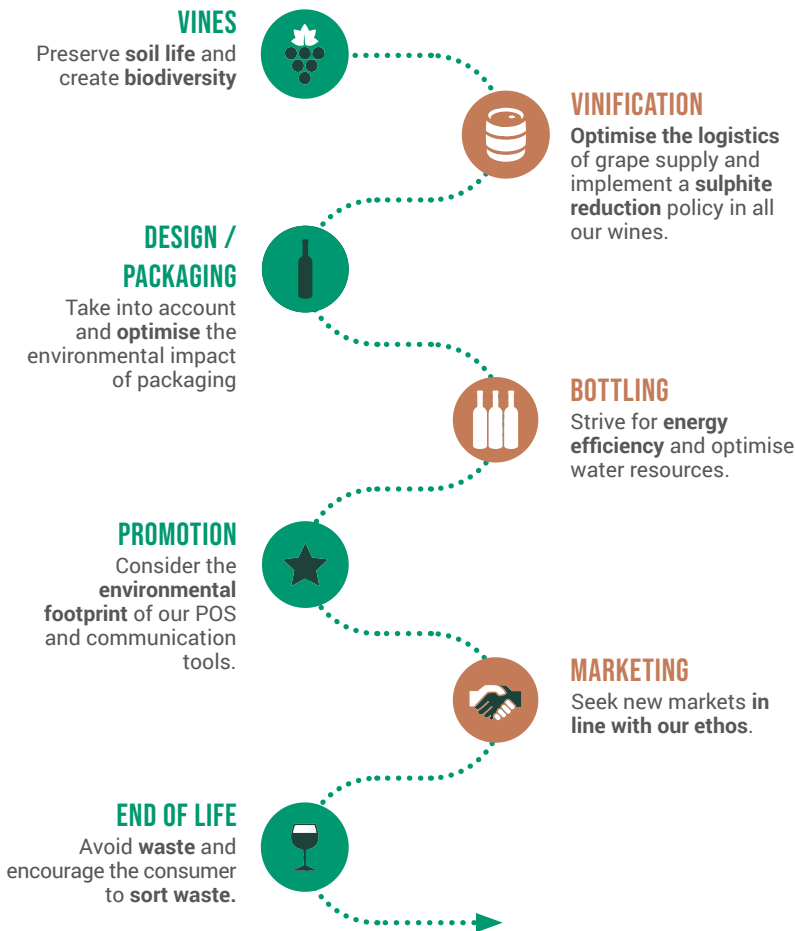 VINES
Preserve soil life and
create biodiversity
VINIFICATION
Optimise the logistics
of grape supply and
implement a sulphite
reduction policy in all
our wines.
DESIGN /
PACKAGING
Take into account
and optimise the
environmental impact
of packaging
BOTTLING
Strive for energy
efficiency and optimise
water resources.
PROMOTION
Consider the
environmental
footprint of our POS
and communication
tools.
MARKETING
Seek new markets in
line with our ethos.
END OF LIFE
Avoid waste and
encourage the consumer
to sort waste.